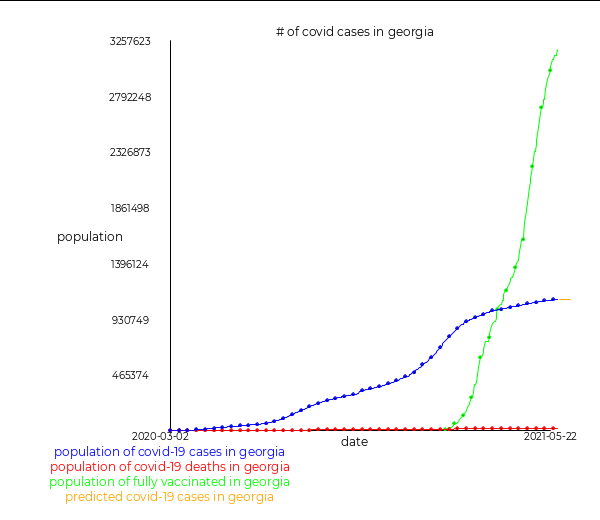 # of covid cases in georgia
3257623
2792248
2326873
1861498
population
1396124
930749
465374
2020-03-02
date
2021-05-22
population of covid-19 cases in georgia
population of covid-19 deaths in georgia
population of fully vaccinated in georgia
predicted covid-19 cases in georgia